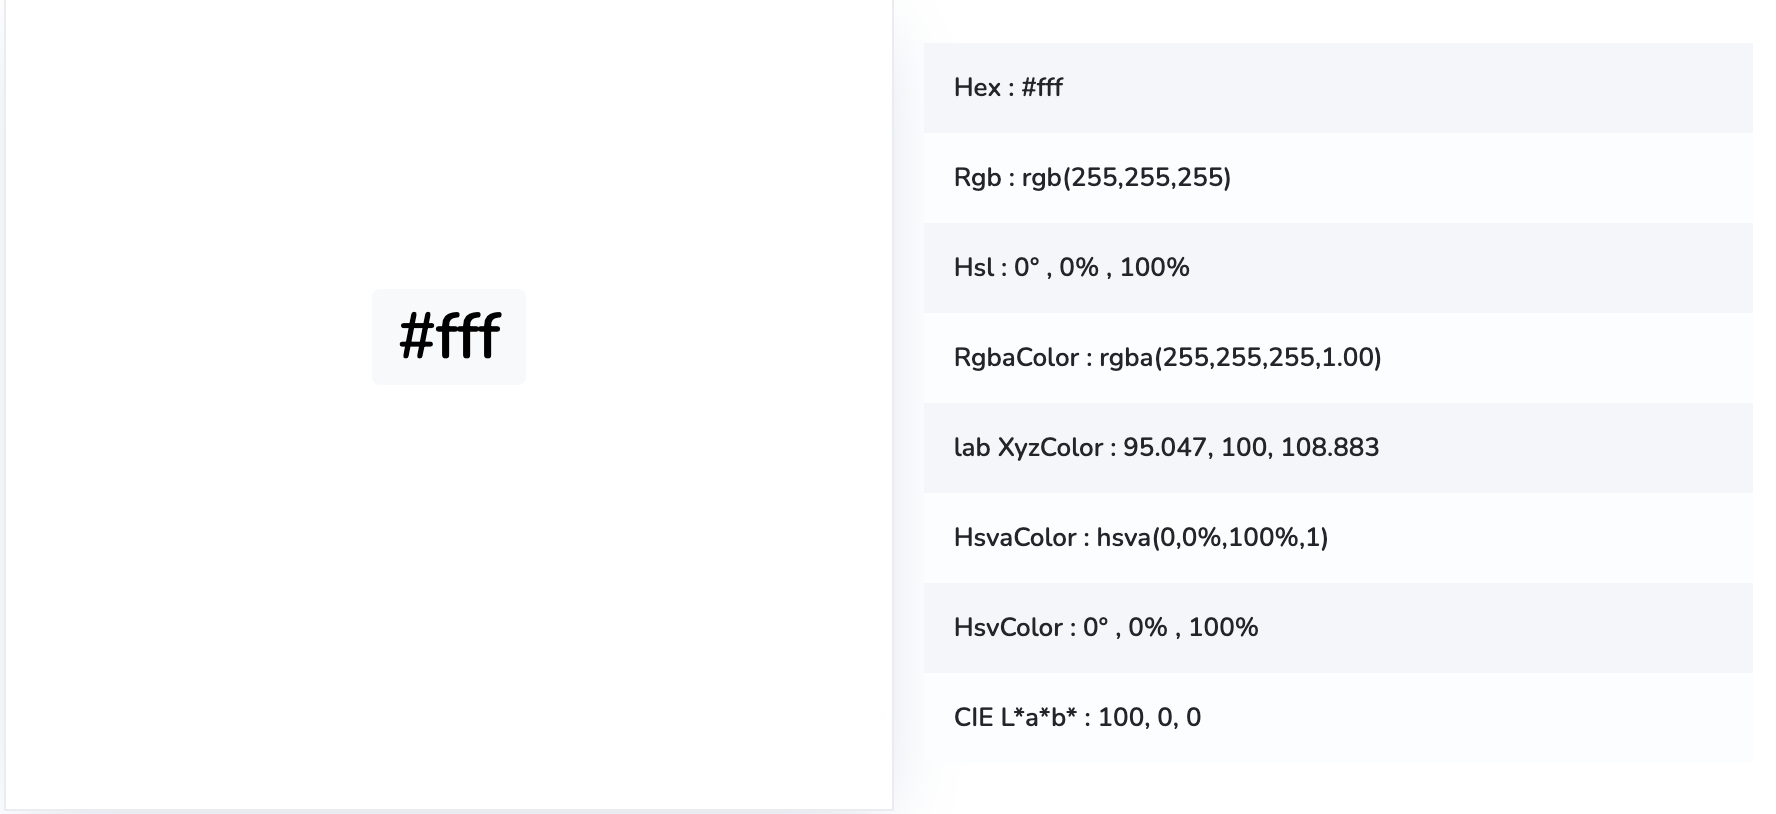 #fff
Hex : #fff
Rgb : rgb(255,255,255)
Hsl : 0° , 0% , 100%
RgbaColor : rgba(255,255,255,1.00)
lab XyzColor : 95.047, 100, 108.883
HsvaColor : hsva(0,0%,100%,1)
HsvColor : 0° , 0% , 100%
CIE L*a*b* : 100, 0, 0